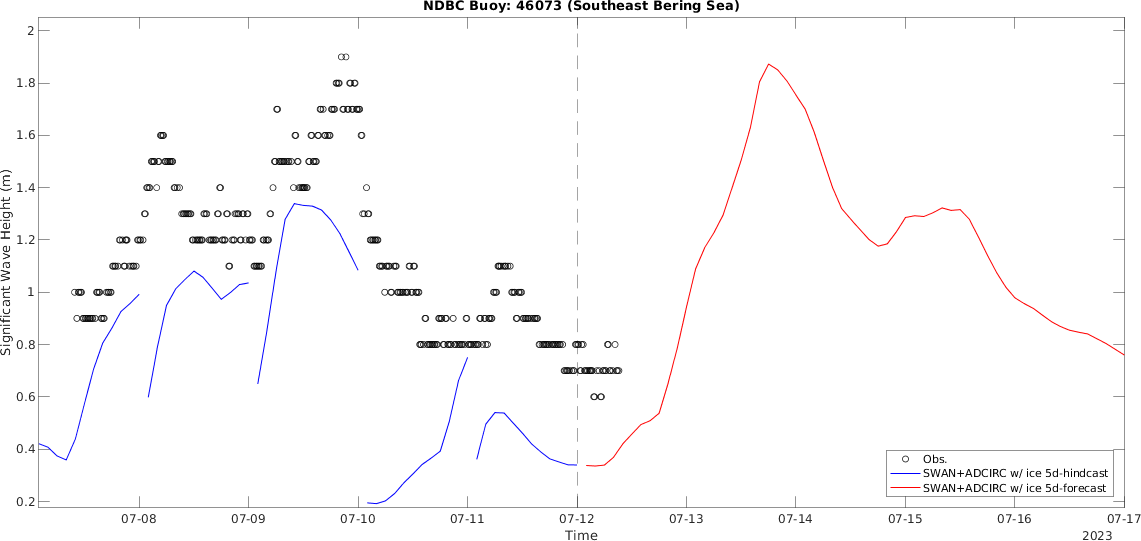 NDBC Buoy: 46073 (Southeast Bering Sea)
2
1.8
1.6
1.4
1.2
1
0.8
0.6
0.4
0.2
Significant Wave Height (m)
Obs.
SWAN+ADCIRC w/ ice 5d-hindcast
SWAN+ADCIRC w/ ice 5d-forecast
07-08 07-09 07-10 07-11 07-12 07-13 07-14 07-15 07-16 07-17
Time
2023